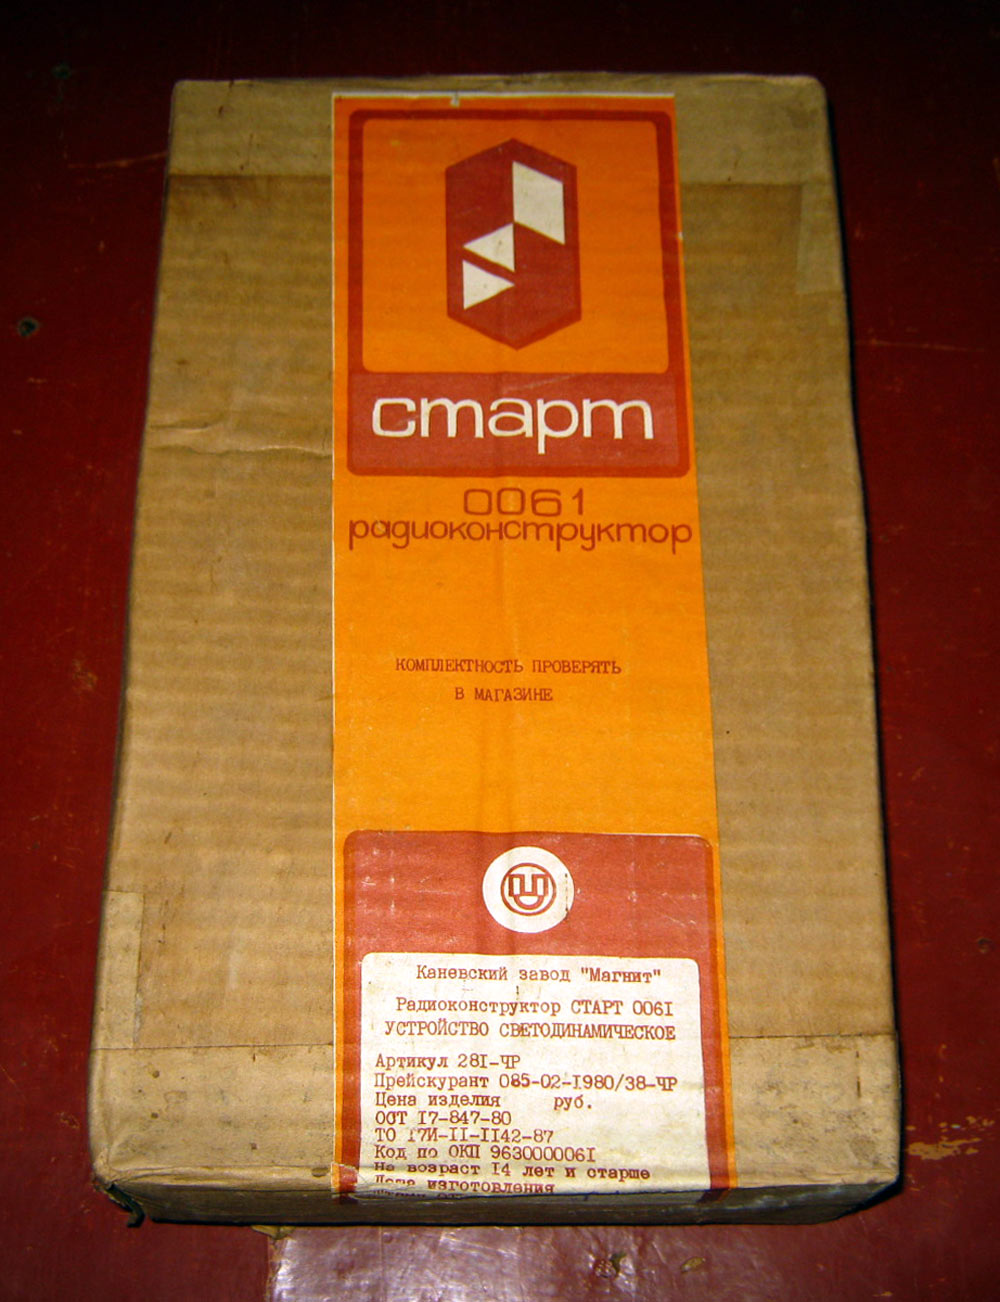 старт
0061
радиоконструктор
КОМПЛЕКТНОСТЬ ПРОВЕРЯТЬ
В МАГАЗИНЕ
Каневский завод "Магнит"
Радиоконструктор СТАРТ 006I
УСТРОЙСТВО СВЕТОДИНАМИЧЕСКОЕ
Артикул 28I-ЧР
Прейскурант 085-02-I980/38-ЧР
Цена изделия руб.
ОСТ I7-847-80
ТО I7И-II-II42-87
Код по ОКП 963000006I
На возраст I4 лет и старше
Дата изготовления